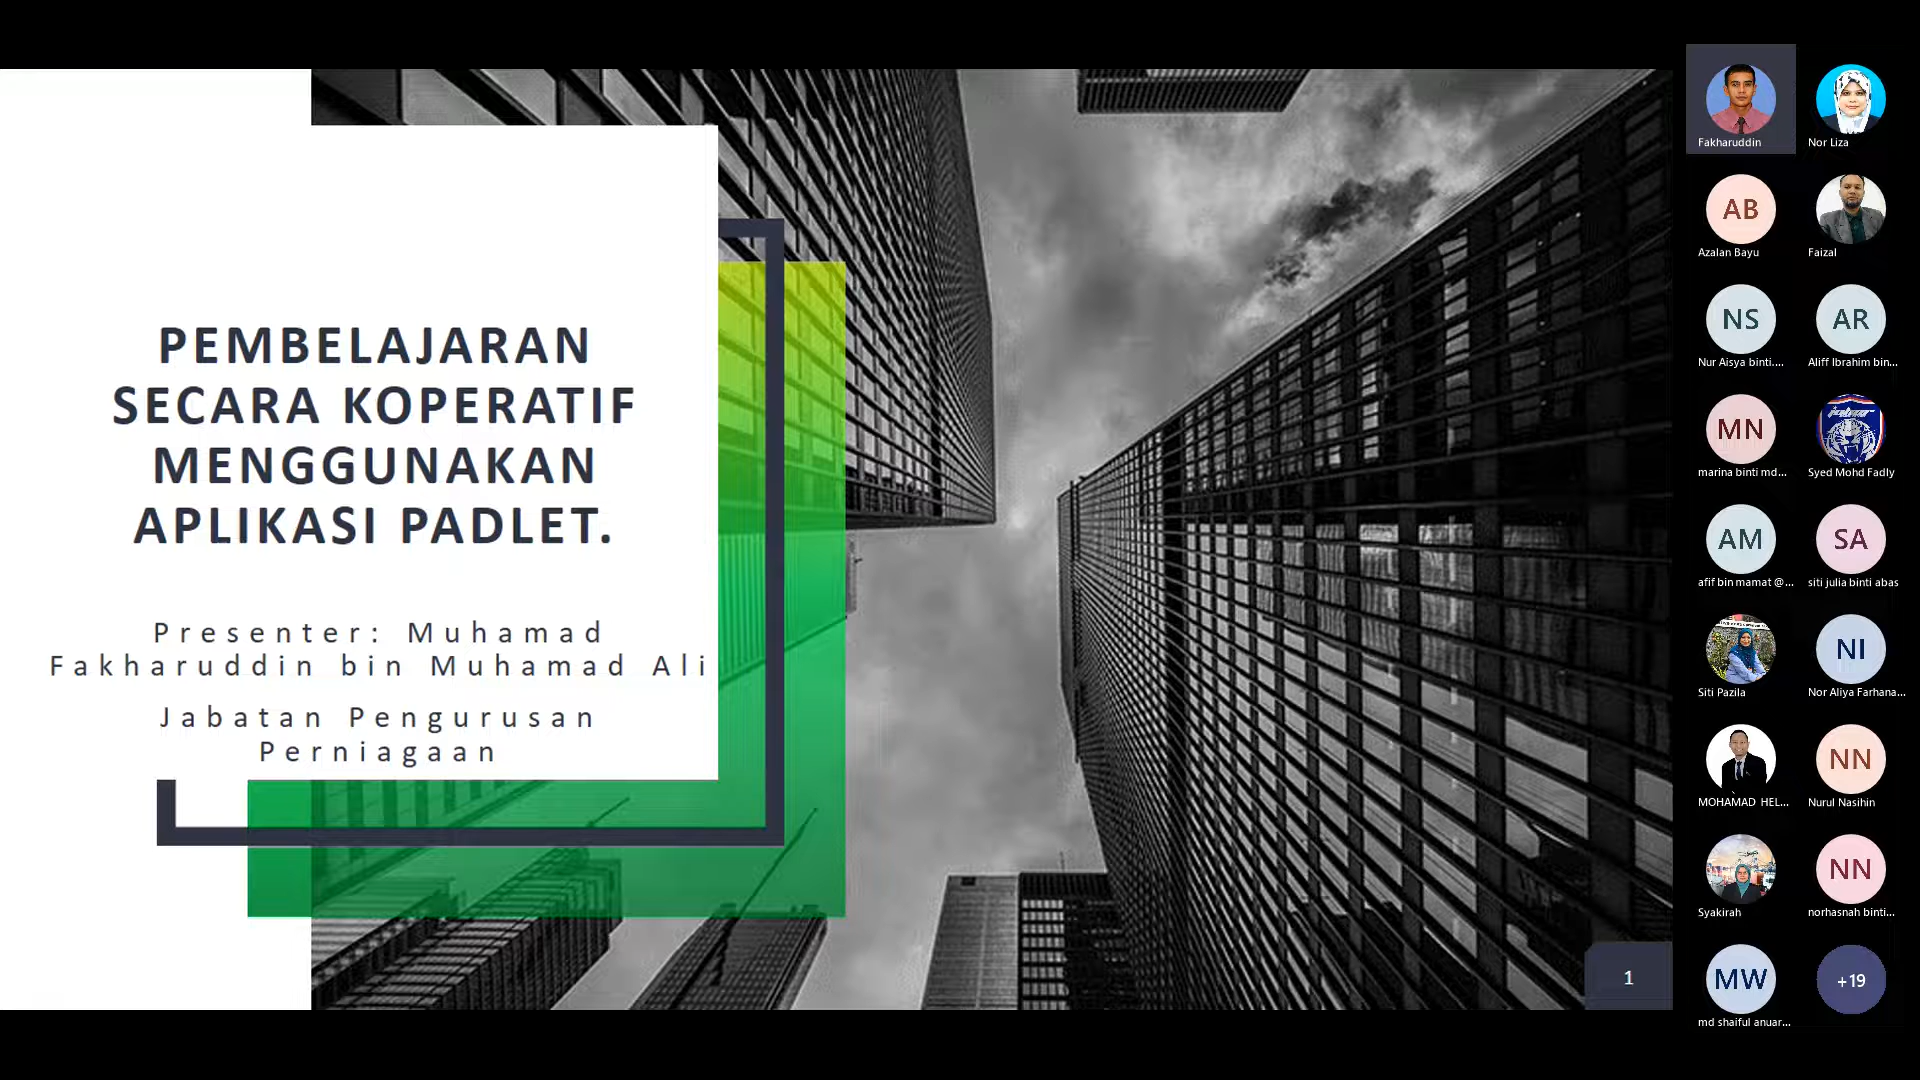 PEMBELAJARAN
SECARA KOPERATIF
MENGGUNAKAN
APLIKASI PADLET.
Presenter: Muhamad
Fakharuddin bin Muhamad Ali
Jabatan Pengurusan
Perniagaan
1
Fakharuddin
Nor Liza
AB
Azalan Bayu
Faizal
NS
Nur Aisya binti....
AR
Aliff Ibrahim bin...
MN
marina binti md...
Syed Mohd Fadly
AM
afif bin mamat @...
SA
siti julia binti abas
Siti Pazila
NI
Nor Aliya Farhana...
MOHAMAD HEL...
NN
Nurul Nasihin
Syakirah
NN
norhasnah binti...
MW
md shaiful anuar...
+19